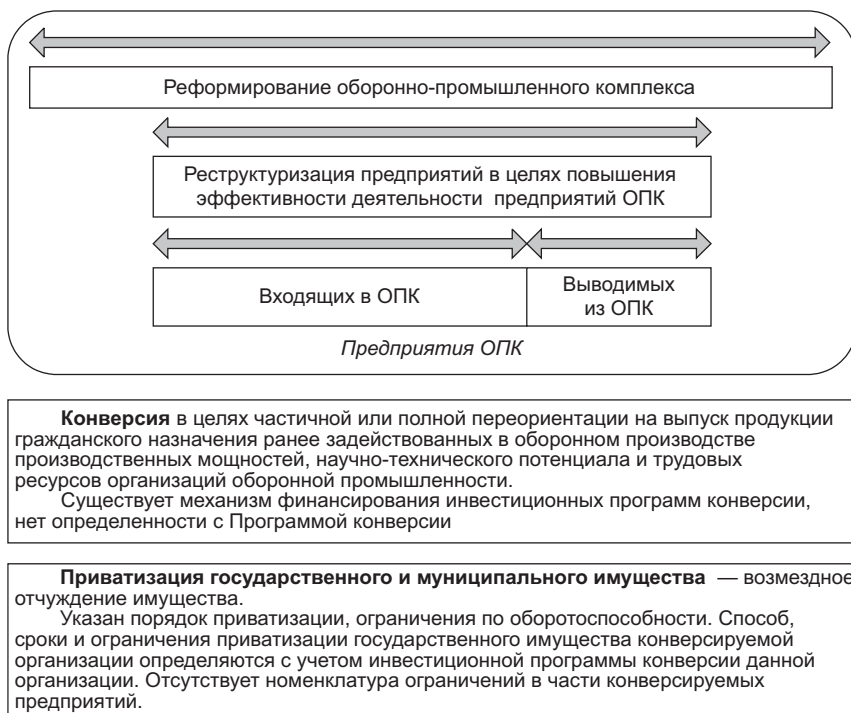 Реформирование оборонно-промышленного комплекса
Реструктуризация предприятий в целях повышения
эффективности деятельности предприятий ОПК
Входящих в ОПК
Выводимых
из ОПК
Предприятия ОПК
Конверсия в целях частичной или полной переориентации на выпуск продукции
гражданского назначения ранее задействованных в оборонном производстве
производственных мощностей, научно-технического потенциала и трудовых
ресурсов организаций оборонной промышленности.
Существует механизм финансирования инвестиционных программ конверсии,
нет определенности с Программой конверсии
Приватизация государственного и муниципального имущества — возмездное
отчуждение имущества.
Указан порядок приватизации, ограничения по оборотоспособности. Способ,
сроки и ограничения приватизации государственного имущества конверсируемой
организации определяются с учетом инвестиционной программы конверсии данной
организации. Отсутствует номенклатура ограничений в части конверсируемых
предприятий.